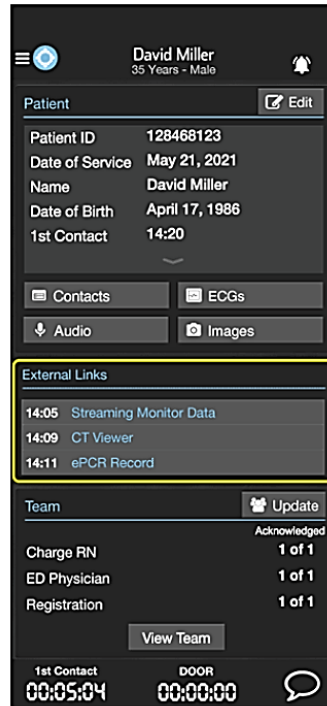 David Miller
35 Years - Male
Patient
Edit
Patient ID 128468123
Date of Service May 21, 2021
Name David Miller
Date of Birth April 17, 1986
1st Contact 14:20
Contacts
ECGs
Audio
Images
External Links
14:05 Streaming Monitor Data
14:09 CT Viewer
14:11 ePCR Record
Team
Update
Acknowledged
Charge RN 1 of 1
ED Physician 1 of 1
Registration 1 of 1
View Team
1st Contact DOOR
00:05:04 00:00:00